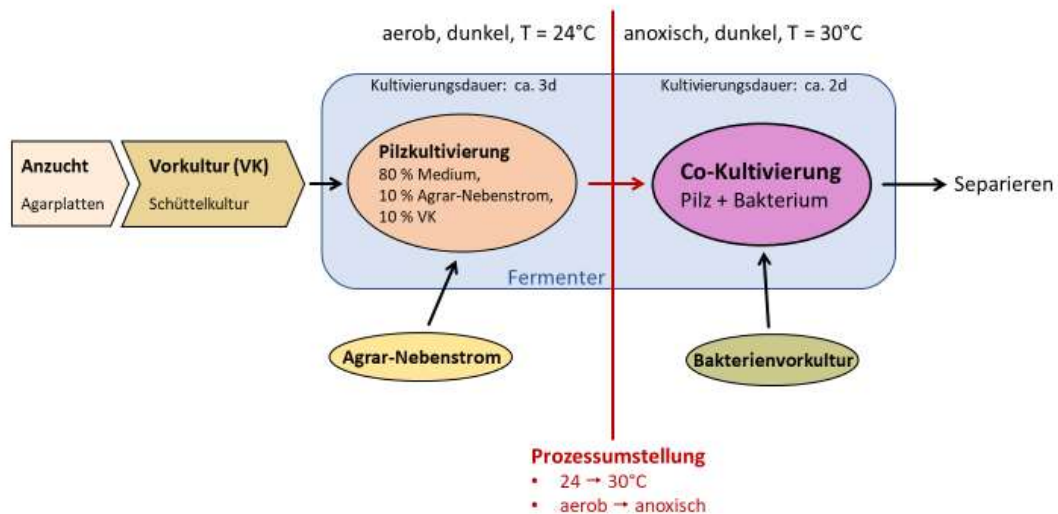 aerob, dunkel, T = 24°C
anoxisch, dunkel, T = 30°C
Kultivierungsdauer: ca. 3d
Kultivierungsdauer: ca. 2d
Anzucht
Agarplatten
Vorkultur (VK)
Schüttelkultur
Pilzkultivierung
80 % Medium,
10 % Agrar-Nebenstrom,
10 % VK
Co-Kultivierung
Pilz + Bakterium
Separieren
Fermenter
Agrar-Nebenstrom
Bakterienvorkultur
Prozessumstellung
• 24 → 30°C
• aerob → anoxisch